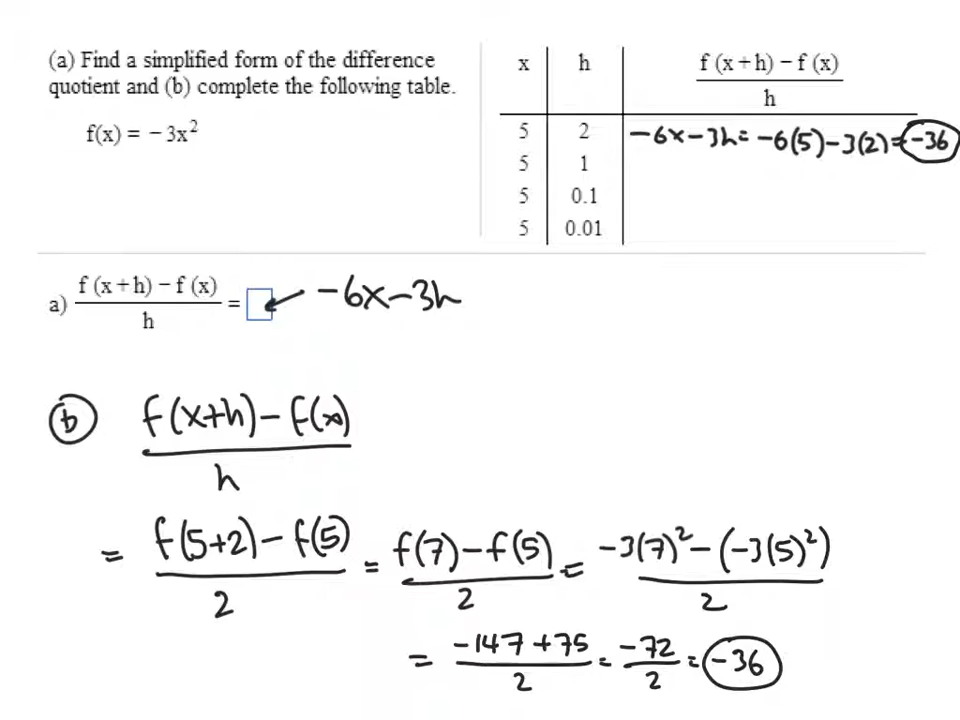 (a) Find a simplified form of the difference
quotient and (b) complete the following table.
f(x) = − 3x²
x h f (x + h) − f (x)
h
5 2 −6x−3h = −6(5)−3(2) = −36
5 1
5 0.1
5 0.01
a) f (x + h) − f (x) = −6x−3h
h
b f(x+h)−f(x)
h
= f(5+2)−f(5) = f(7)−f(5) = −3(7)²−(−3(5)²)
2 2 2
= −147+75 = −72 = −36
2 2